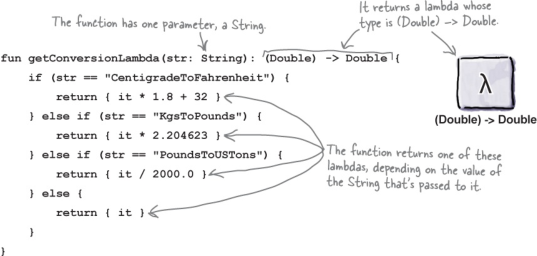 The function has one parameter, a String.
It returns a lambda whose
type is (Double) -> Double.
fun getConversionLambda(str: String): (Double) -> Double {
    if (str == "CentigradeToFahrenheit") {
        return { it * 1.8 + 32 }
    } else if (str == "KgsToPounds") {
        return { it * 2.204623 }
    } else if (str == "PoundsToUSTons") {
        return { it / 2000.0 }
    } else {
        return { it }
    }
}
λ
(Double) -> Double
The function returns one of these
lambdas, depending on the value of
the String that's passed to it.